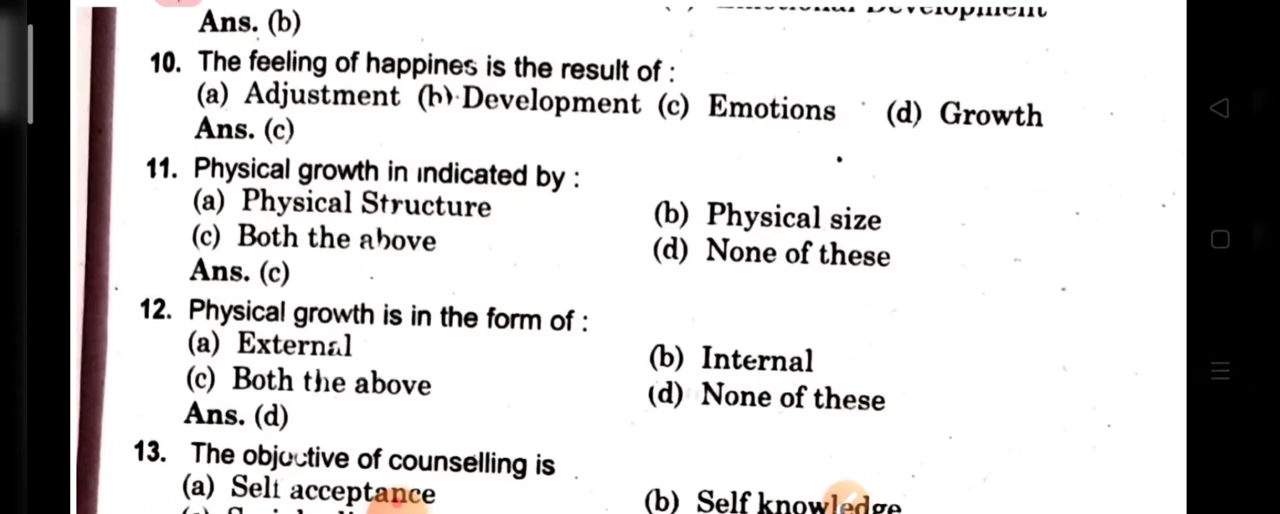 Ans. (b)
10. The feeling of happines is the result of :
(a) Adjustment (b) Development (c) Emotions (d) Growth
Ans. (c)
11. Physical growth in indicated by :
(a) Physical Structure (b) Physical size
(c) Both the above (d) None of these
Ans. (c)
12. Physical growth is in the form of :
(a) External (b) Internal
(c) Both the above (d) None of these
Ans. (d)
13. The objective of counselling is
(a) Self acceptance (b) Self knowledge